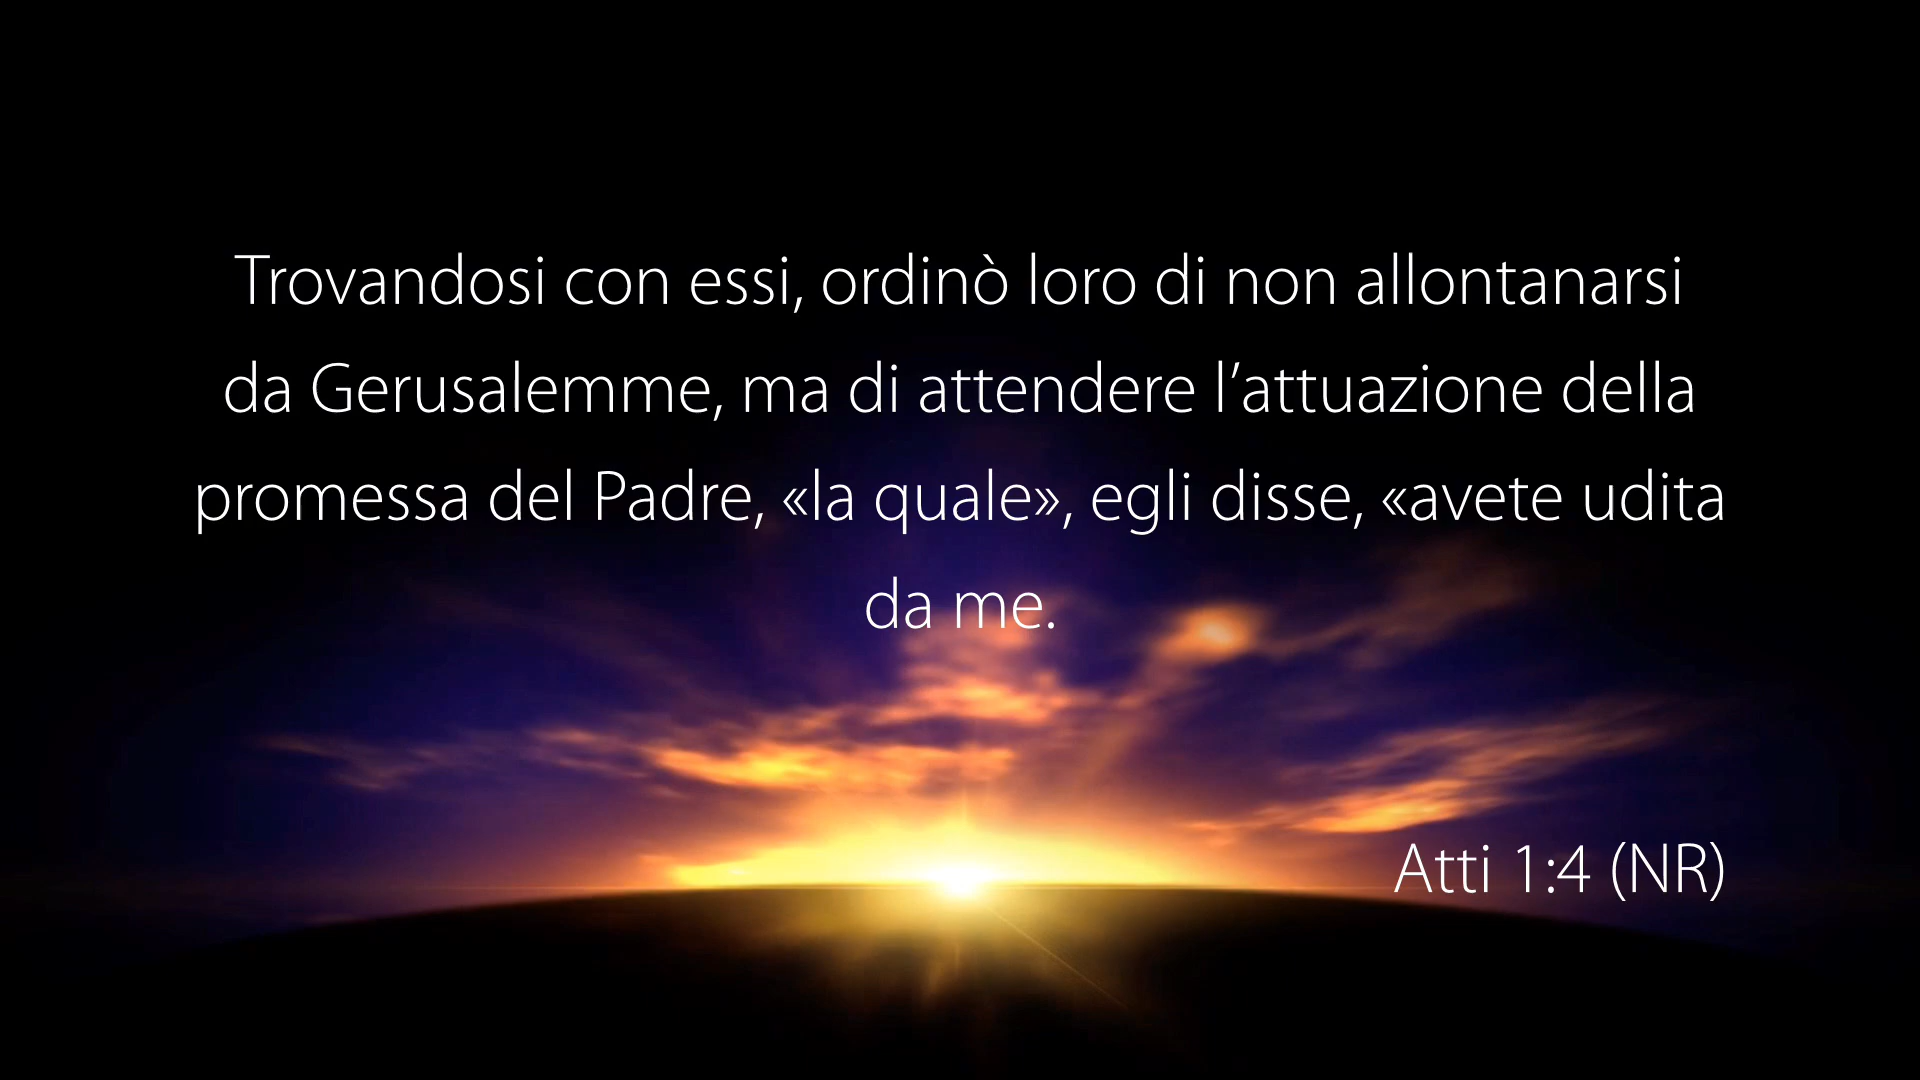 Trovandosi con essi, ordinò loro di non allontanarsi
da Gerusalemme, ma di attendere l’attuazione della
promessa del Padre, «la quale», egli disse, «avete udita
da me.
Atti 1:4 (NR)